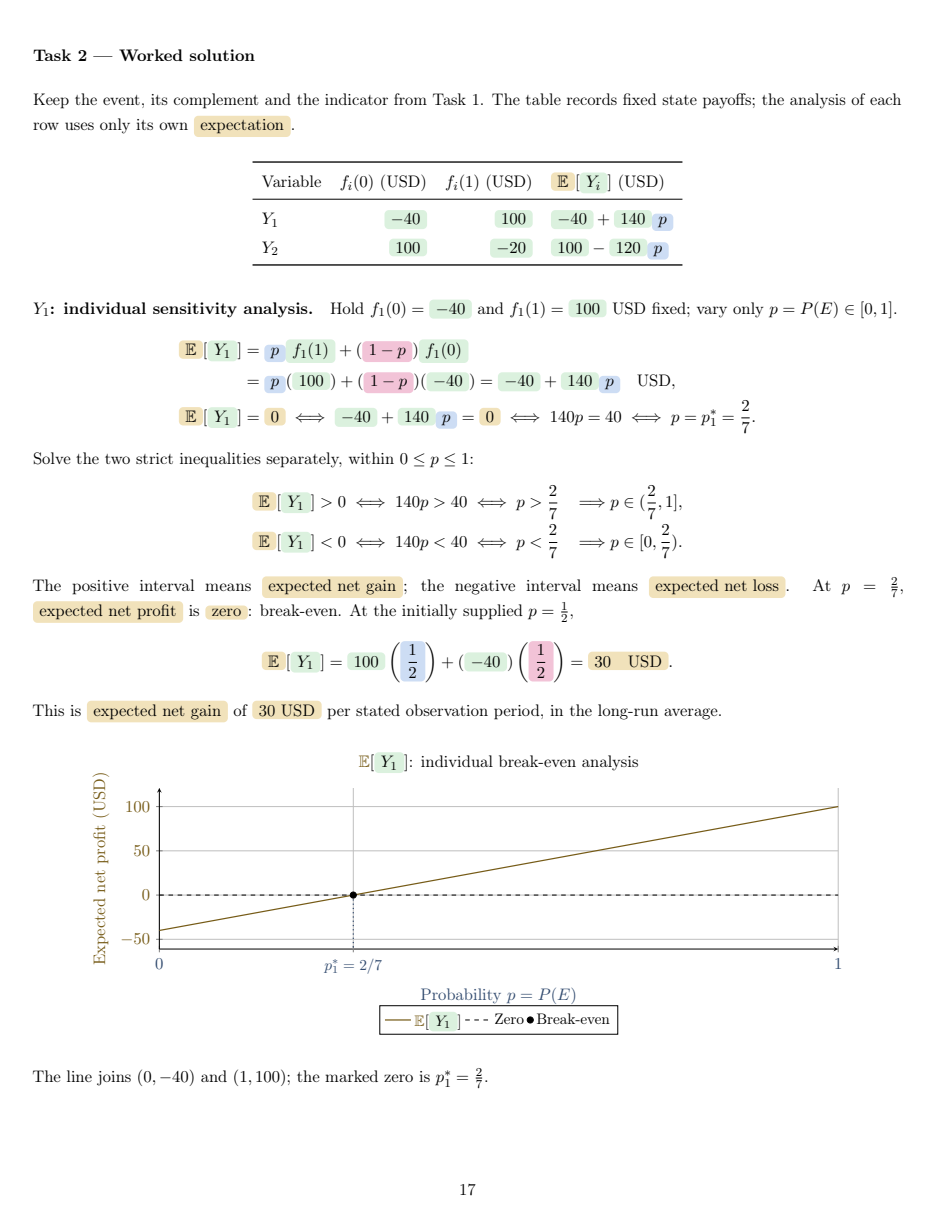 Task 2 — Worked solution
Keep the event, its complement and the indicator from Task 1. The table records fixed state payoffs; the analysis of each
row uses only its own expectation.
Variable f_i(0) (USD) f_i(1) (USD) 𝔼[Y_i] (USD)
Y_1 −40 100 −40 + 140 p
Y_2 100 −20 100 − 120 p
Y_1: individual sensitivity analysis. Hold f_1(0) = −40 and f_1(1) = 100 USD fixed; vary only p = P(E) ∈ [0, 1].
𝔼[Y_1] = p f_1(1) + (1 − p) f_1(0)
= p(100) + (1 − p)(−40) = −40 + 140 p USD,
𝔼[Y_1] = 0 ⟺ −40 + 140 p = 0 ⟺ 140p = 40 ⟺ p = p_1^* = 2/7.
Solve the two strict inequalities separately, within 0 ≤ p ≤ 1:
𝔼[Y_1] > 0 ⟺ 140p > 40 ⟺ p > 2/7 ⟹ p ∈ (2/7, 1],
𝔼[Y_1] < 0 ⟺ 140p < 40 ⟺ p < 2/7 ⟹ p ∈ [0, 2/7).
The positive interval means expected net gain; the negative interval means expected net loss. At p = 2/7,
expected net profit is zero: break-even. At the initially supplied p = 1/2,
𝔼[Y_1] = 100 (1/2) + (−40) (1/2) = 30 USD.
This is expected net gain of 30 USD per stated observation period, in the long-run average.
𝔼[Y_1]: individual break-even analysis
Expected net profit (USD)
100
50
0
−50
0 p_1^* = 2/7 1
Probability p = P(E)
𝔼[Y_1] Zero Break-even
The line joins (0, −40) and (1, 100); the marked zero is p_1^* = 2/7.
17